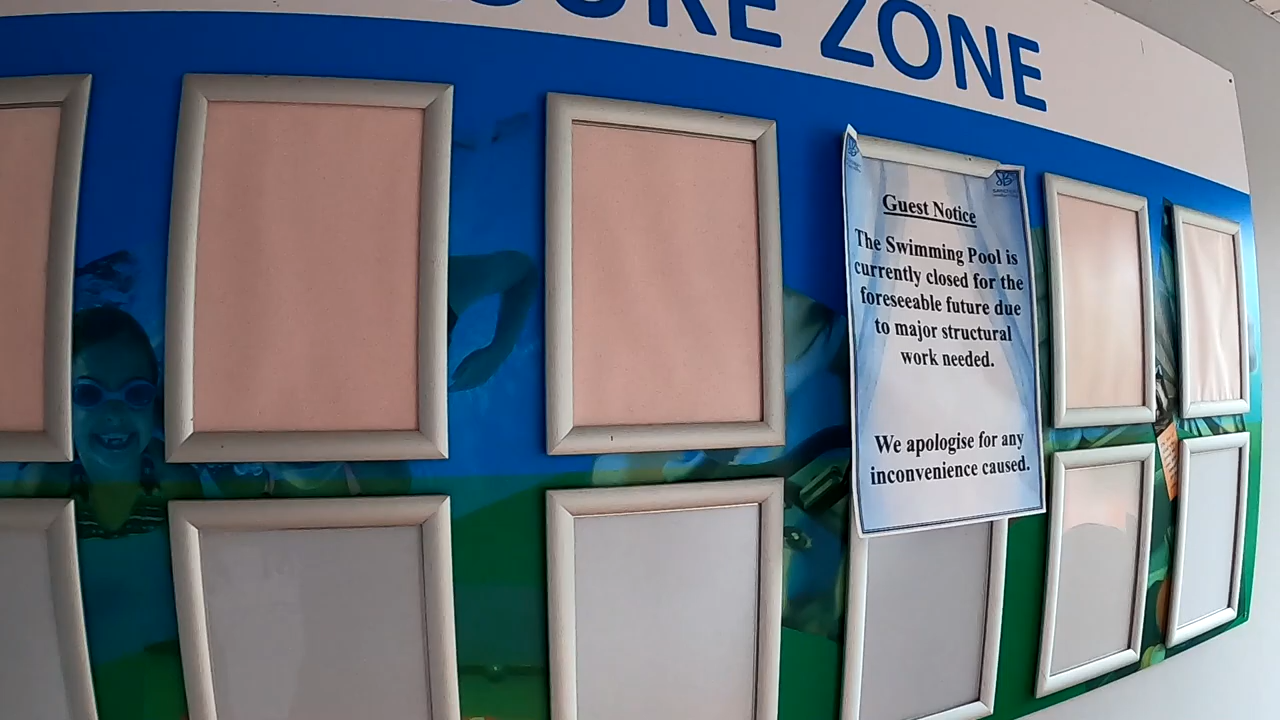 SURE ZONE
Guest Notice
The Swimming Pool is
currently closed for the
foreseeable future due
to major structural
work needed.
We apologise for any
inconvenience caused.